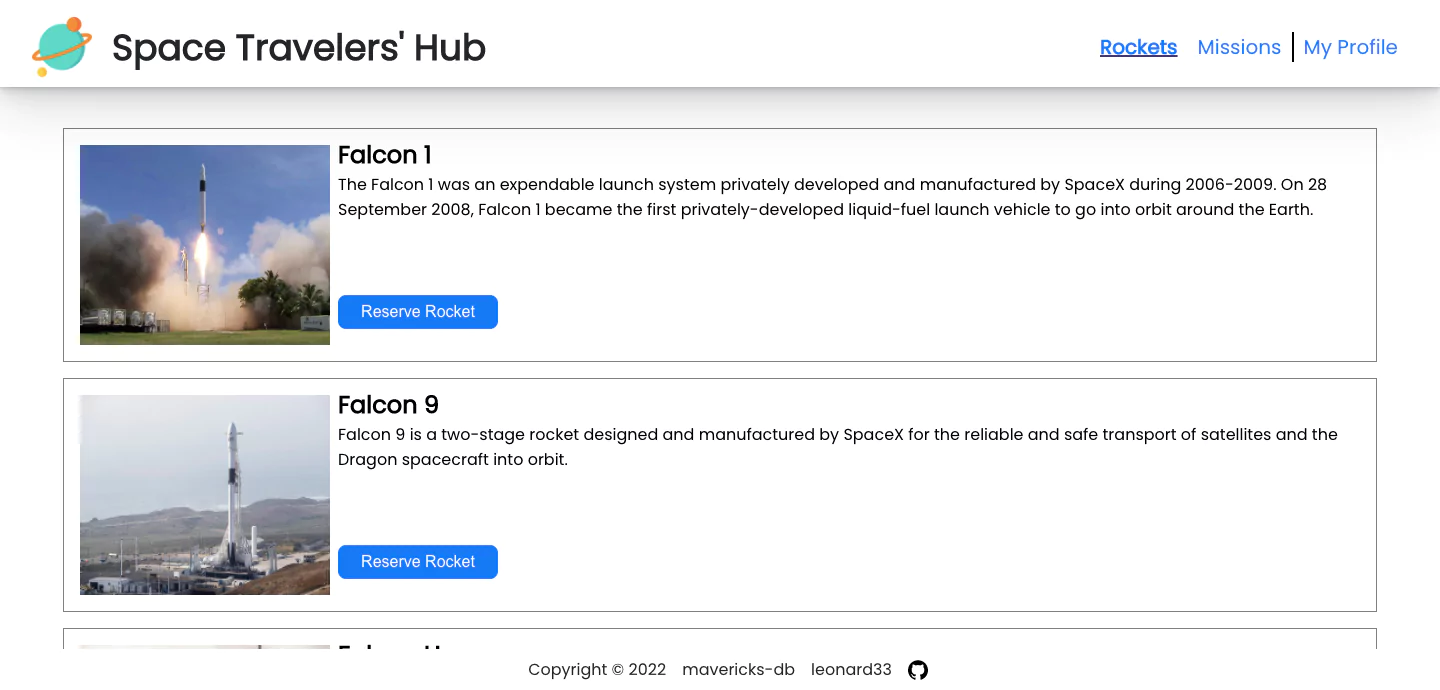 Space Travelers' Hub
Rockets Missions My Profile
Falcon 1
The Falcon 1 was an expendable launch system privately developed and manufactured by SpaceX during 2006-2009. On 28
September 2008, Falcon 1 became the first privately-developed liquid-fuel launch vehicle to go into orbit around the Earth.
Reserve Rocket
Falcon 9
Falcon 9 is a two-stage rocket designed and manufactured by SpaceX for the reliable and safe transport of satellites and the
Dragon spacecraft into orbit.
Reserve Rocket
Copyright © 2022 mavericks-db leonard33